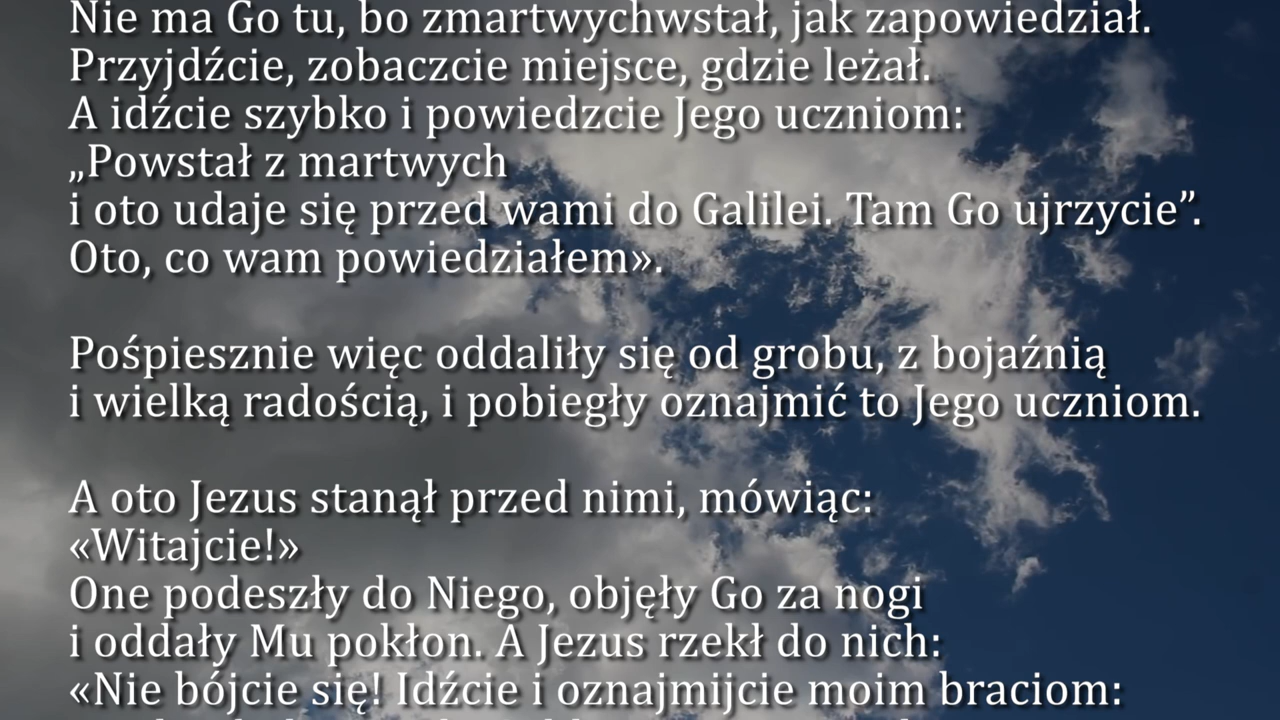 Nie ma Go tu, bo zmartwychwstał, jak zapowiedział.
Przyjdźcie, zobaczcie miejsce, gdzie leżał.
A idźcie szybko i powiedzcie Jego uczniom:
„Powstał z martwych
i oto udaje się przed wami do Galilei. Tam Go ujrzycie”.
Oto, co wam powiedziałem».
Pośpiesznie więc oddaliły się od grobu, z bojaźnią
i wielką radością, i pobiegły oznajmić to Jego uczniom.
A oto Jezus stanął przed nimi, mówiąc:
«Witajcie!»
One podeszły do Niego, objęły Go za nogi
i oddały Mu pokłon. A Jezus rzekł do nich:
«Nie bójcie się! Idźcie i oznajmijcie moim braciom: